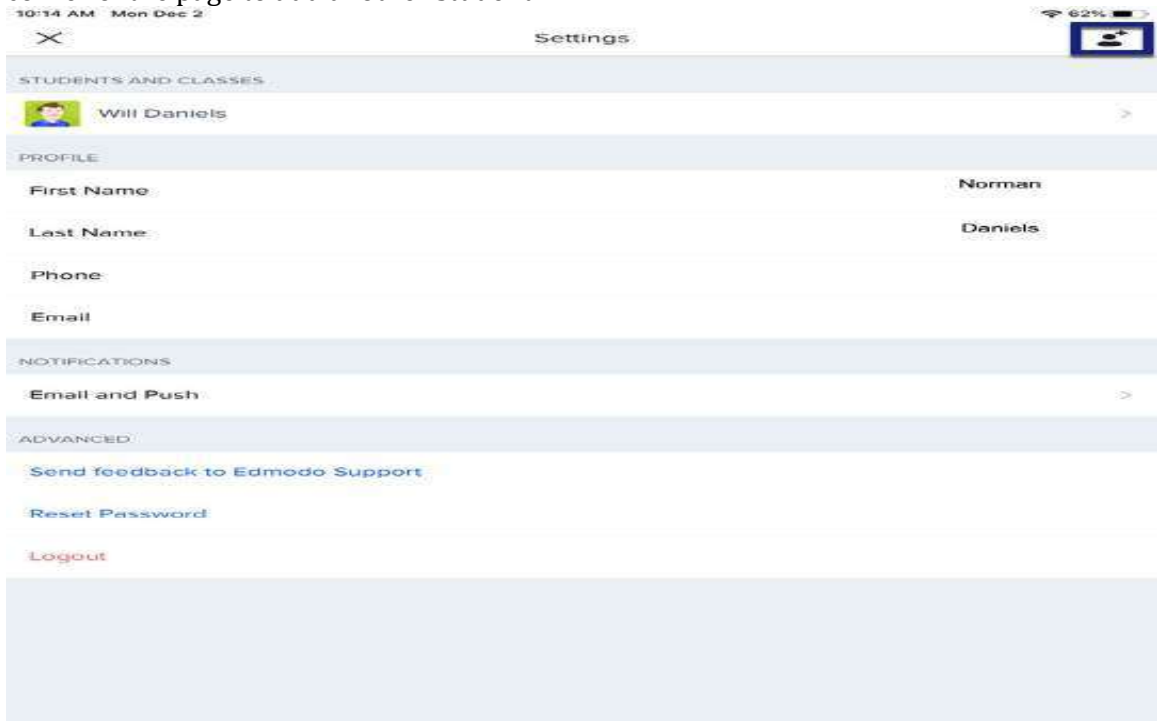 10:14 AM Mon Dec 2
62%
Settings
STUDENTS AND CLASSES
Will Daniels
PROFILE
First Name Norman
Last Name Daniels
Phone
Email
NOTIFICATIONS
Email and Push
ADVANCED
Send feedback to Edmodo Support
Reset Password
Logout